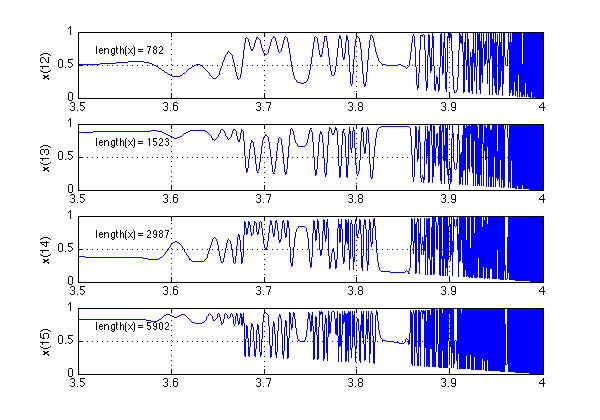 1
length(x) = 782
x(12)
0.5
0
3.5 3.6 3.7 3.8 3.9 4
1
length(x) = 1523
x(13)
0.5
0
3.5 3.6 3.7 3.8 3.9 4
1
length(x) = 2987
x(14)
0.5
0
3.5 3.6 3.7 3.8 3.9 4
1
length(x) = 5902
x(15)
0.5
0
3.5 3.6 3.7 3.8 3.9 4